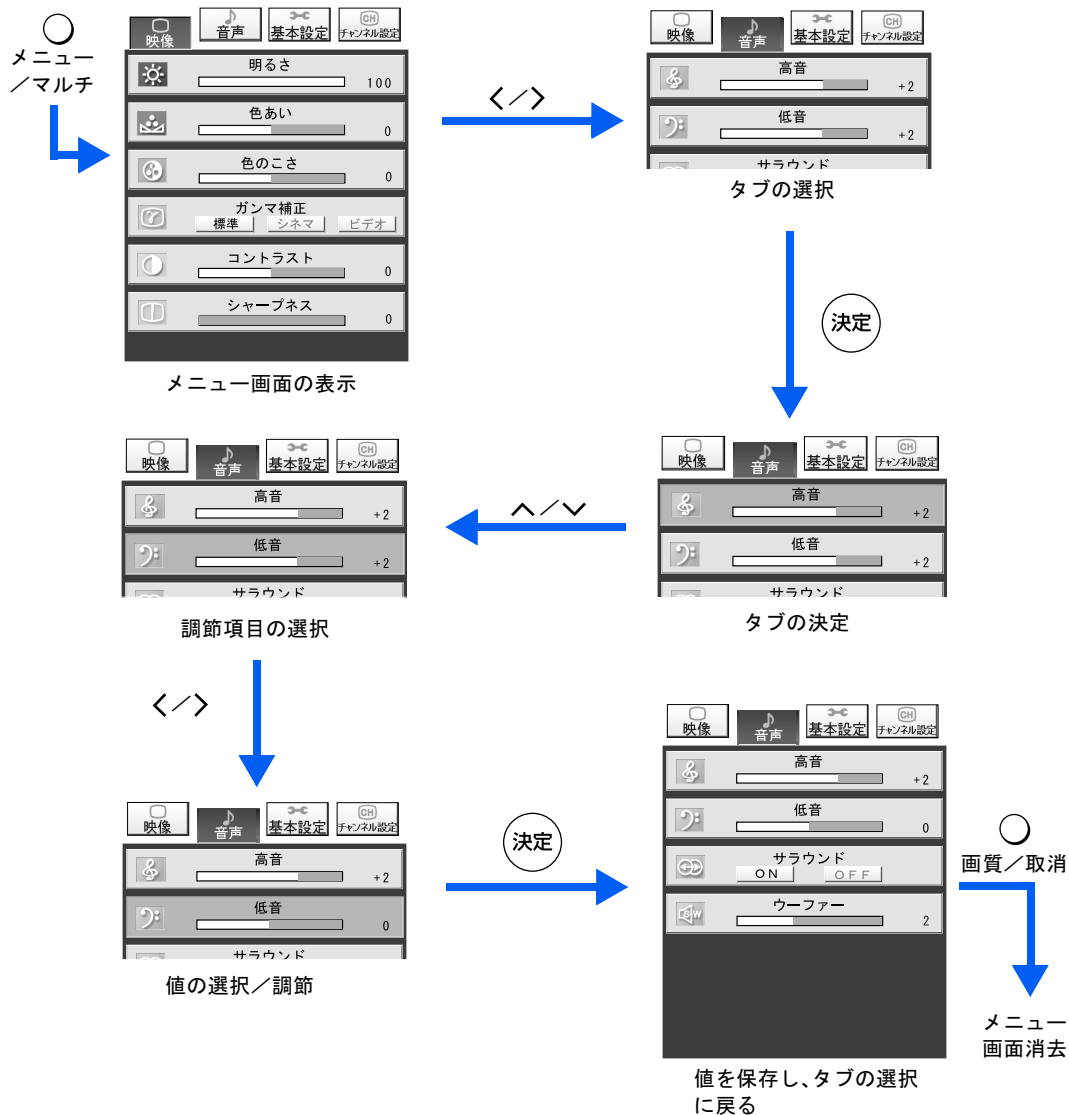 メニュー
／マルチ
映像
音声
基本設定
CH
チャンネル設定
明るさ
100
色あい
0
色のこさ
0
ガンマ補正
標準 シネマ ビデオ
コントラスト
0
シャープネス
0
メニュー画面の表示
く／＞
映像
音声
基本設定
CH
チャンネル設定
高音
+2
低音
+2
サラウンド
タブの選択
決定
映像
音声
基本設定
CH
チャンネル設定
高音
+2
低音
+2
サラウンド
タブの決定
∧／∨
映像
音声
基本設定
CH
チャンネル設定
高音
+2
低音
+2
サラウンド
調節項目の選択
く／＞
映像
音声
基本設定
CH
チャンネル設定
高音
+2
低音
0
サラウンド
値の選択／調節
決定
映像
音声
基本設定
CH
チャンネル設定
高音
+2
低音
0
サラウンド
ON OFF
SW
ウーファー
2
値を保存し、タブの選択
に戻る
画質／取消
メニュー
画面消去